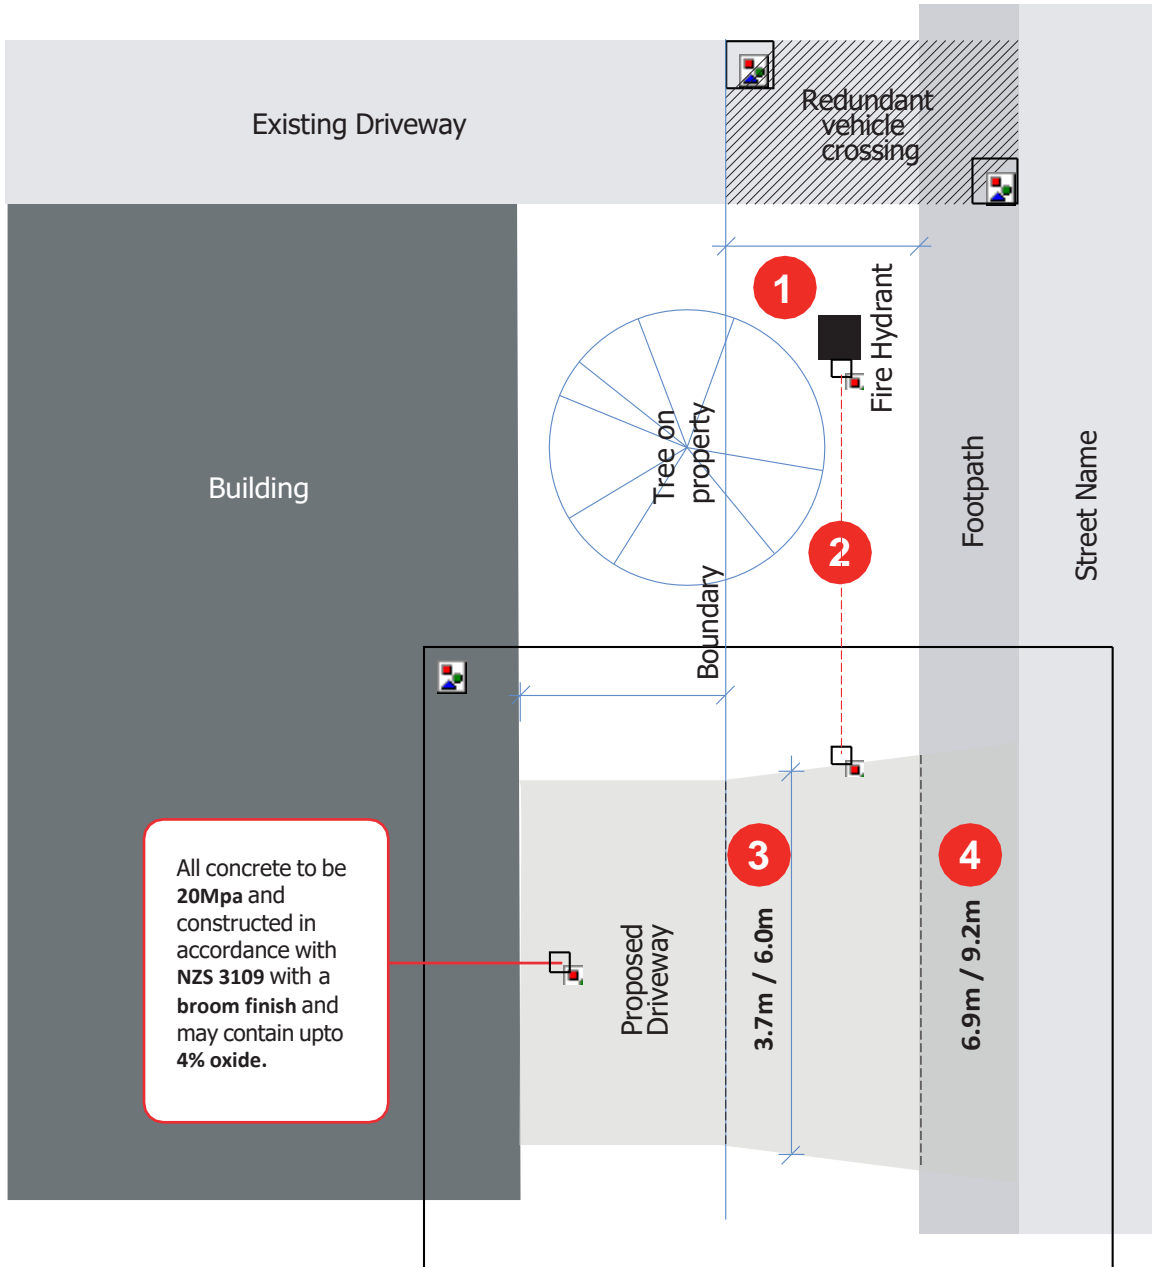 Existing Driveway
Redundant
vehicle
crossing
1
Fire Hydrant
Tree on
property
Building
2
Footpath
Street Name
Boundary
All concrete to be
20Mpa and
constructed in
accordance with
NZS 3109 with a
broom finish and
may contain upto
4% oxide.
Proposed
Driveway
3
3.7m / 6.0m
4
6.9m / 9.2m